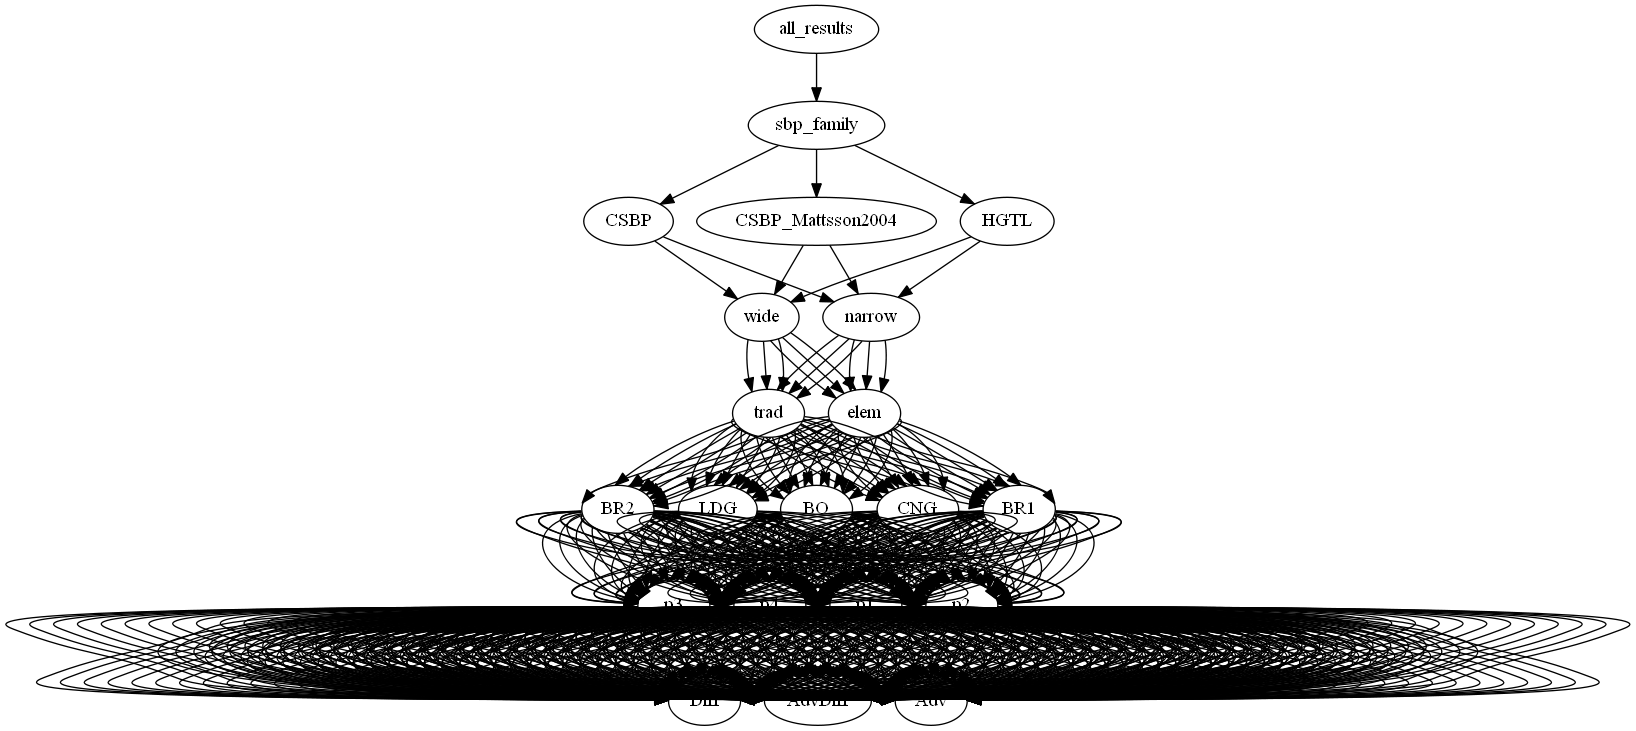 all_results
sbp_family
CSBP CSBP_Mattsson2004 HGTL
wide narrow
trad elem
BR2 LDG BO CNG BR1
p3 p4 p1 p2
Diff AdvDiff Adv